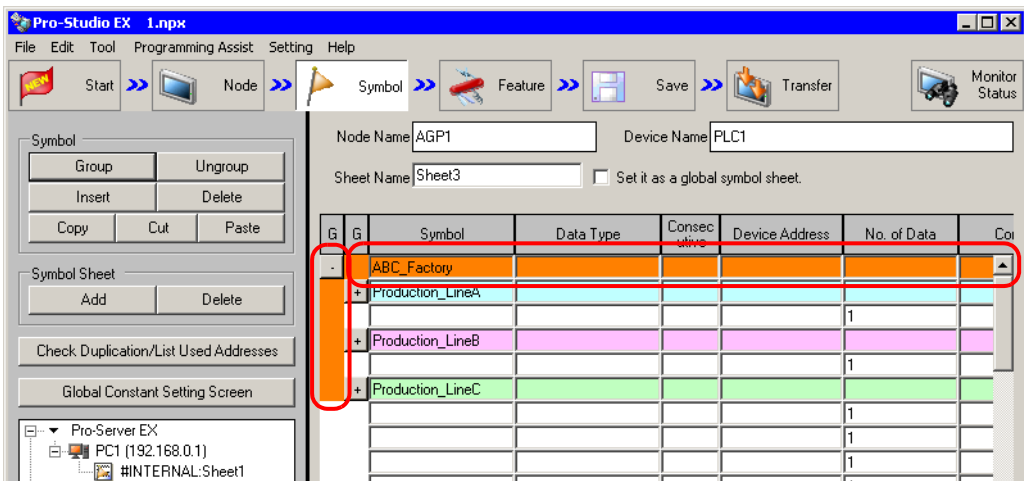 Pro-Studio EX 1.npx
File Edit Tool Programming Assist Setting Help
NEW Start Node Symbol Feature Save Transfer Monitor Status
Node Name AGP1 Device Name PLC1
Sheet Name Sheet3 Set it as a global symbol sheet.
Symbol
Group Ungroup
Insert Delete
Copy Cut Paste
Symbol Sheet
Add Delete
Check Duplication/List Used Addresses
Global Constant Setting Screen
Pro-Server EX
PC1 (192.168.0.1)
#INTERNAL:Sheet1
G G Symbol Data Type Consec utive Device Address No. of Data
- ABC_Factory
+ Production_LineA
1
+ Production_LineB
1
+ Production_LineC
1
1
1